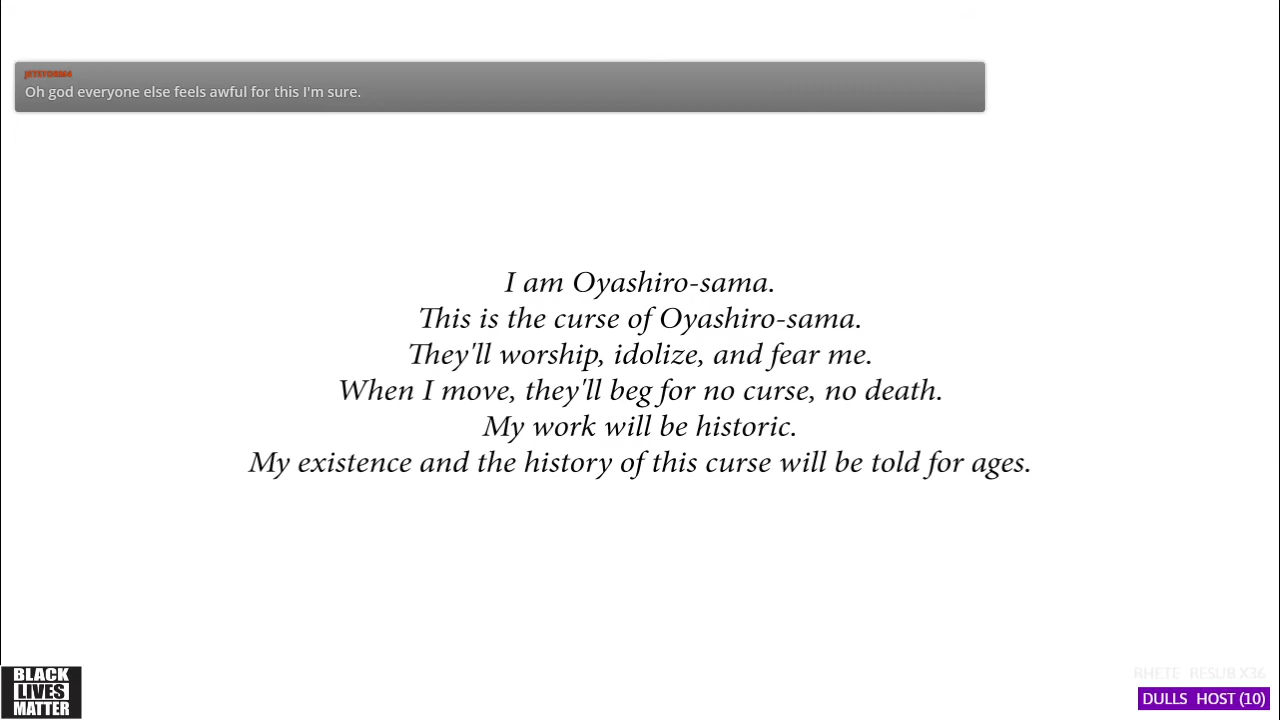 Oh god everyone else feels awful for this I'm sure.
I am Oyashiro-sama.
This is the curse of Oyashiro-sama.
They'll worship, idolize, and fear me.
When I move, they'll beg for no curse, no death.
My work will be historic.
My existence and the history of this curse will be told for ages.
BLACK
LIVES
MATTER
RHETE RESUB X36
DULLS HOST (10)